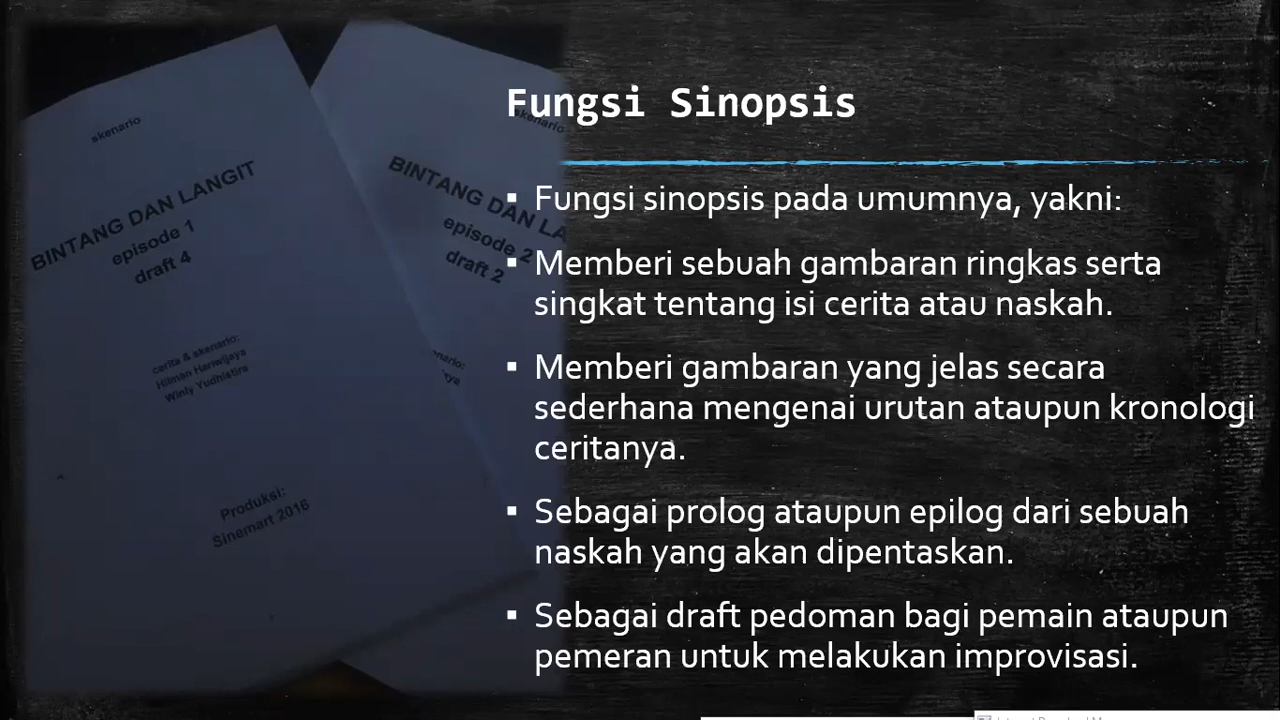 Fungsi Sinopsis
▪ Fungsi sinopsis pada umumnya, yakni:
▪ Memberi sebuah gambaran ringkas serta
singkat tentang isi cerita atau naskah.
▪ Memberi gambaran yang jelas secara
sederhana mengenai urutan ataupun kronologi
ceritanya.
▪ Sebagai prolog ataupun epilog dari sebuah
naskah yang akan dipentaskan.
▪ Sebagai draft pedoman bagi pemain ataupun
pemeran untuk melakukan improvisasi.
skenario
BINTANG DAN LANGIT
episode 1
draft 4
cerita & skenario:
Hilman Hariwijaya
Winly Yudhistira
Produksi:
Sinemart 2016
skenario
BINTANG DAN LA
episode 2
draft 2